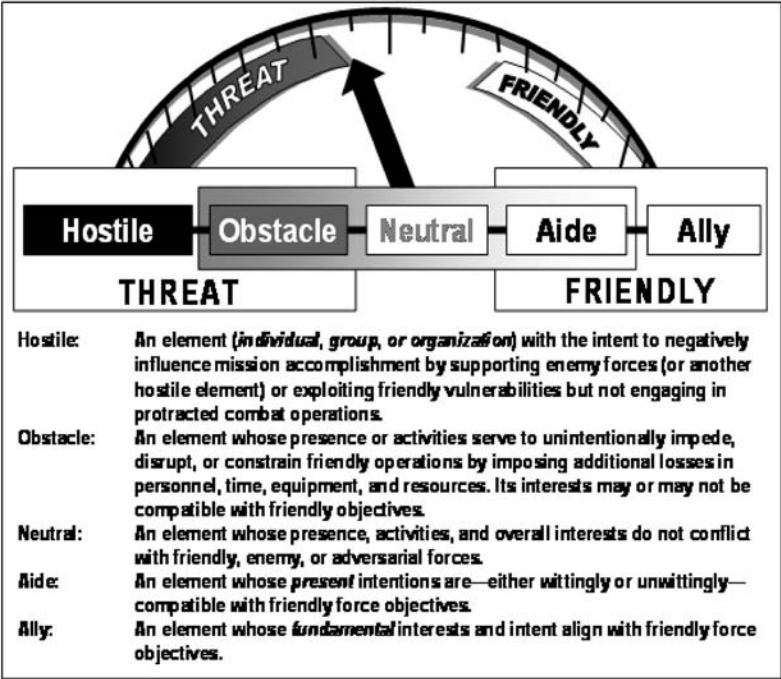 THREAT
FRIENDLY
Hostile Obstacle Neutral Aide Ally
THREAT FRIENDLY
Hostile: An element (individual, group, or organization) with the intent to negatively
influence mission accomplishment by supporting enemy forces (or another
hostile element) or exploiting friendly vulnerabilities but not engaging in
protracted combat operations.
Obstacle: An element whose presence or activities serve to unintentionally impede,
disrupt, or constrain friendly operations by imposing additional losses in
personnel, time, equipment, and resources. Its interests may or may not be
compatible with friendly objectives.
Neutral: An element whose presence, activities, and overall interests do not conflict
with friendly, enemy, or adversarial forces.
Aide: An element whose present intentions are—either wittingly or unwittingly—
compatible with friendly force objectives.
Ally: An element whose fundamental interests and intent align with friendly force
objectives.